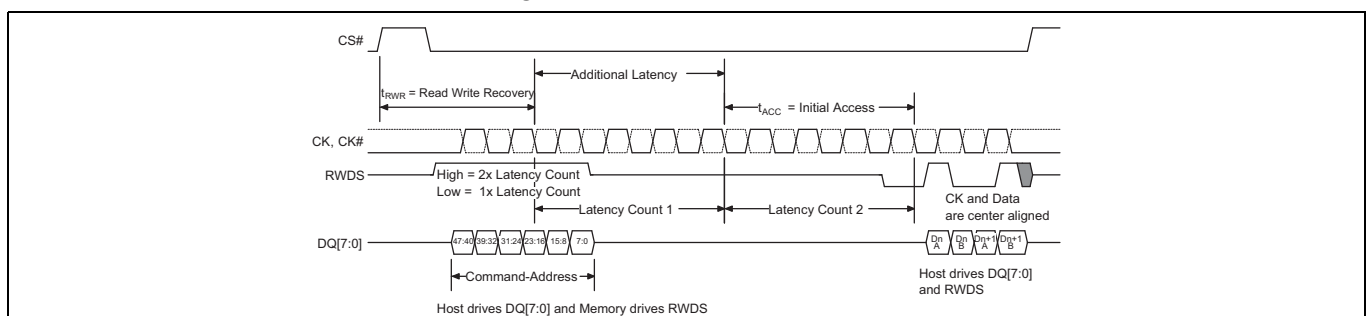 CS#
Additional Latency
tRWR = Read Write Recovery
tACC = Initial Access
CK, CK#
RWDS
High = 2x Latency Count
Low = 1x Latency Count
Latency Count 1
Latency Count 2
CK and Data
are center aligned
DQ[7:0]
47:40 39:32 31:24 23:16 15:8 7:0
Dn A
Dn B
Dn+1 A
Dn+1 B
Command-Address
Host drives DQ[7:0]
and RWDS
Host drives DQ[7:0] and Memory drives RWDS